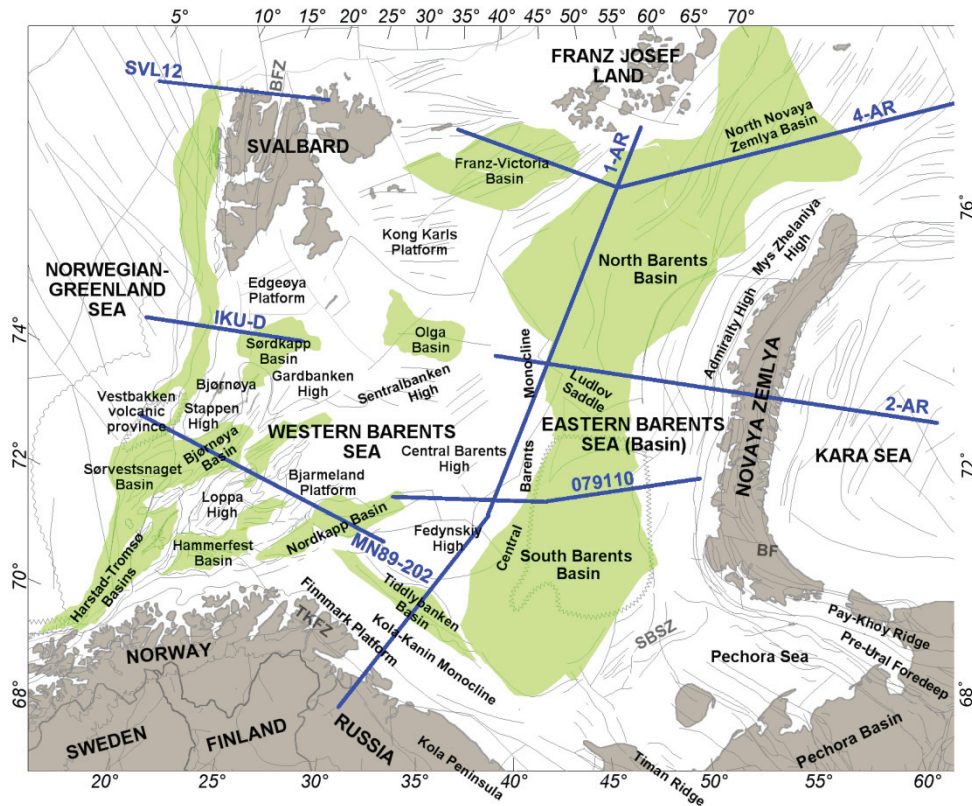 5° 10° 15° 20° 25° 30° 35° 40° 45° 50° 55° 60° 65° 70°
SVL12
BFZ
FRANZ JOSEF
LAND
4-AR
North Novaya
Zemlya Basin
SVALBARD
1-AR
Franz-Victoria
Basin
76°
Kong Karls
Platform
Mys Zhelaniya
High
NORWEGIAN-
GREENLAND
SEA
North Barents
Basin
Edgeøya
Platform
74°
IKU-D
Sørdkapp
Basin
Olga
Basin
Admiralty High
Monocline
Bjørnøya
Gardbanken
High
Sentralbanken
High
Ludlov
Saddle
Vestbakken
volcanic
province
Stappen
High
2-AR
NOVAYA ZEMLYA
72°
Bjørnøya
Basin
WESTERN BARENTS
SEA
EASTERN BARENTS
SEA (Basin)
KARA SEA
Sørvestsnaget
Basin
Central Barents
High
Barents
72°
Bjarmeland
Platform
079110
Loppa
High
Nordkapp Basin
Fedynskiy
High
Central
MN89-202
Hammerfest
Basin
South Barents
Basin
BF
70°
Harstad-Tromsø
Basins
Tiddlybanken
Basin
70°
Finnmark Platform
TKFZ
Kola-Kanin Monocline
SBSZ
Pay-Khoy Ridge
NORWAY
Pechora Sea
Pre-Ural Foredeep
68°
68°
SWEDEN
FINLAND
RUSSIA
Kola Peninsula
Timan Ridge
Pechora Basin
20° 25° 30° 35° 40° 45° 50° 55° 60°